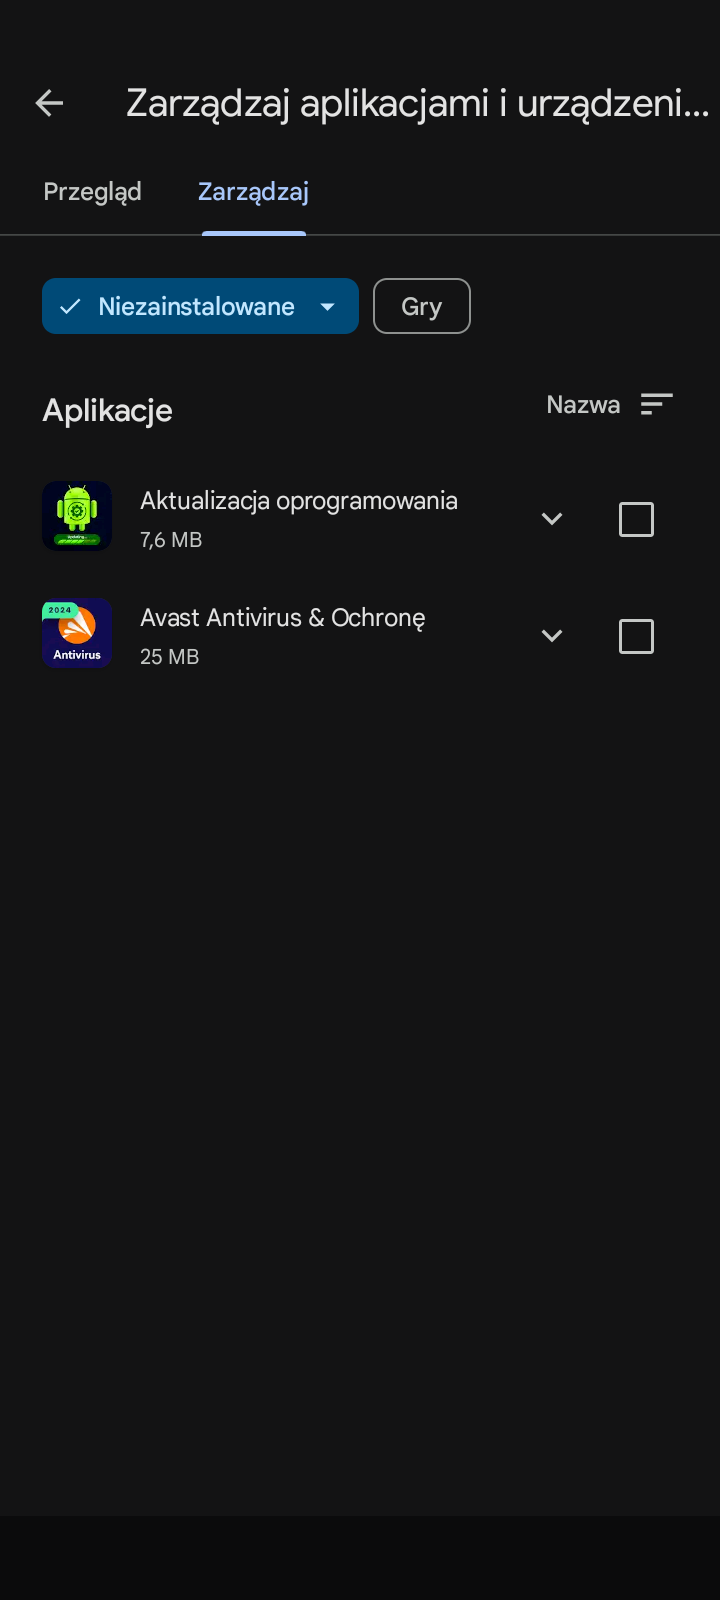 Zarządzaj aplikacjami i urządzeni...
Przegląd
Zarządzaj
Niezainstalowane
Gry
Aplikacje
Nazwa
Aktualizacja oprogramowania
7,6 MB
Updating...
2024
Antivirus
Avast Antivirus & Ochronę
25 MB